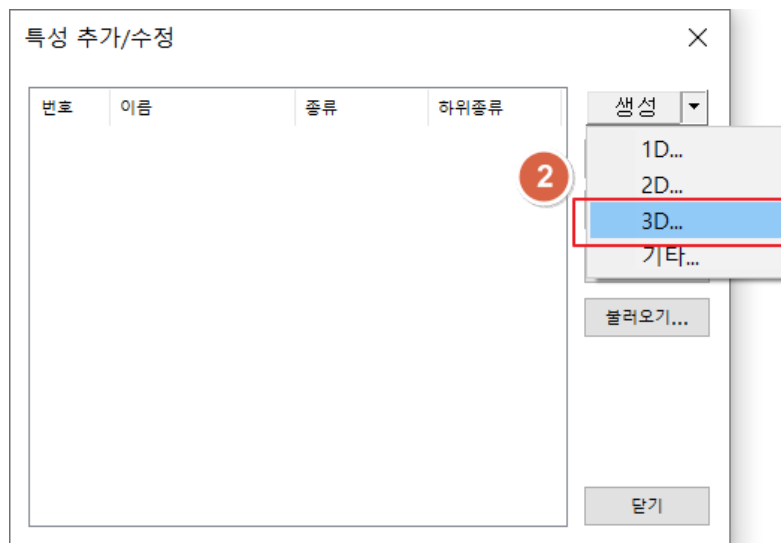 특성 추가/수정
번호 이름 종류 하위종류 생성
1D...
2 2D...
3D...
기타...
불러오기...
닫기